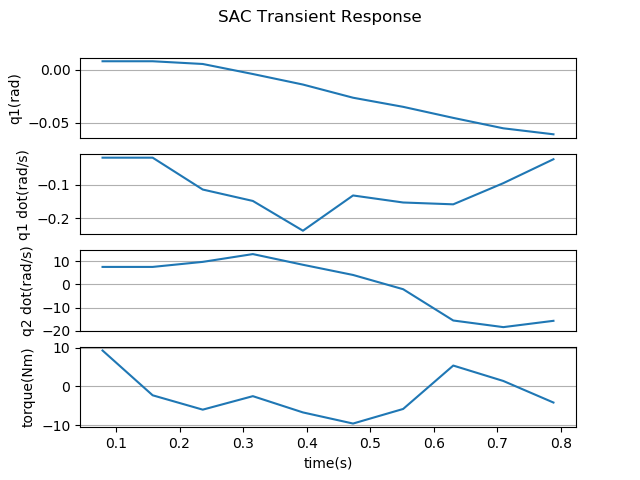 SAC Transient Response
0.00
−0.05
q1(rad)
−0.1
−0.2
q1 dot(rad/s)
10
0
−10
−20
q2 dot(rad/s)
10
0
−10
torque(Nm)
0.1 0.2 0.3 0.4 0.5 0.6 0.7 0.8
time(s)